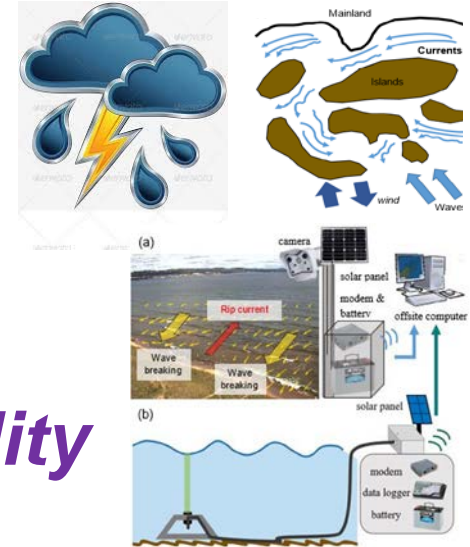 Mainland
Currents
Islands
wind
Waves
(a)
camera
solar panel
modem &
battery
offsite computer
Rip current
Wave
breaking
Wave
breaking
(b)
solar panel
modem
data logger
battery
lity